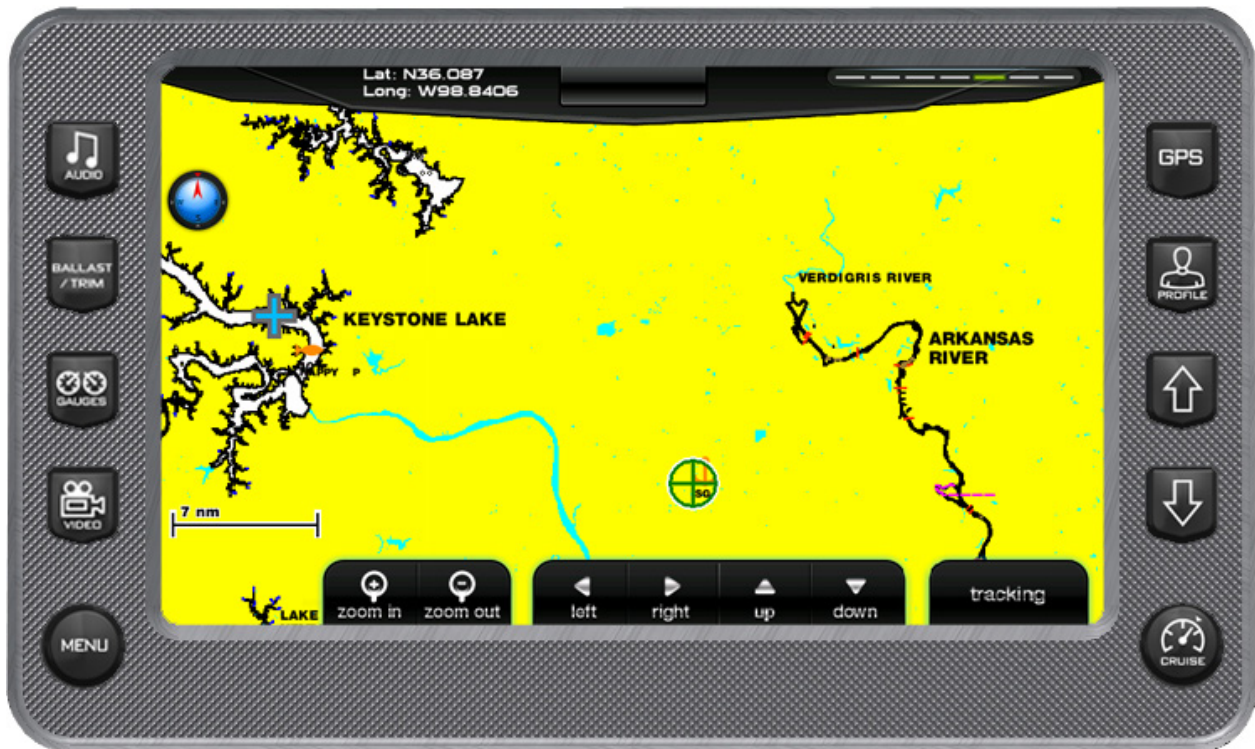 Lat: N36.087
Long: W98.8406
AUDIO
BALLAST
/ TRIM
GAUGES
VIDEO
MENU
GPS
PROFILE
CRUISE
N
S
VERDIGRIS RIVER
KEYSTONE LAKE
ARKANSAS
RIVER
P
SG
7 nm
LAKE
zoom in
zoom out
left
right
up
down
tracking